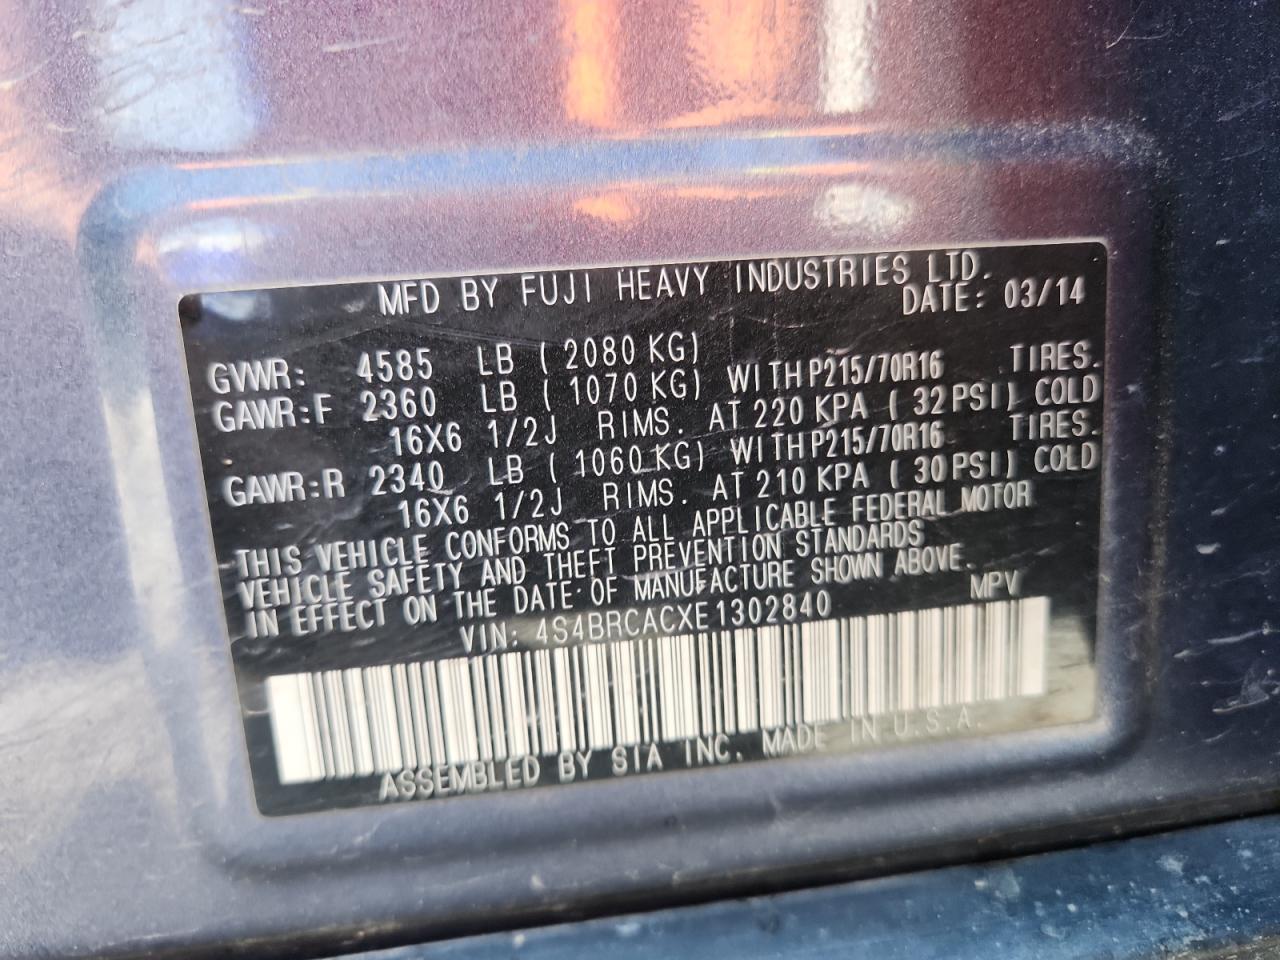 MFD BY FUJI HEAVY INDUSTRIES LTD.
DATE: 03/14
GVWR: 4585 LB ( 2080 KG)
GAWR:F 2360 LB ( 1070 KG) WITH P215/70R16 TIRES.
16X6 1/2J RIMS. AT 220 KPA ( 32 PSI) COLD
GAWR:R 2340 LB ( 1060 KG) WITH P215/70R16 TIRES.
16X6 1/2J RIMS. AT 210 KPA ( 30 PSI) COLD
THIS VEHICLE CONFORMS TO ALL APPLICABLE FEDERAL MOTOR
VEHICLE SAFETY AND THEFT PREVENTION STANDARDS
IN EFFECT ON THE DATE OF MANUFACTURE SHOWN ABOVE.
VIN: 4S4BRCACXE1302840 MPV
ASSEMBLED BY SIA INC. MADE IN U.S.A.